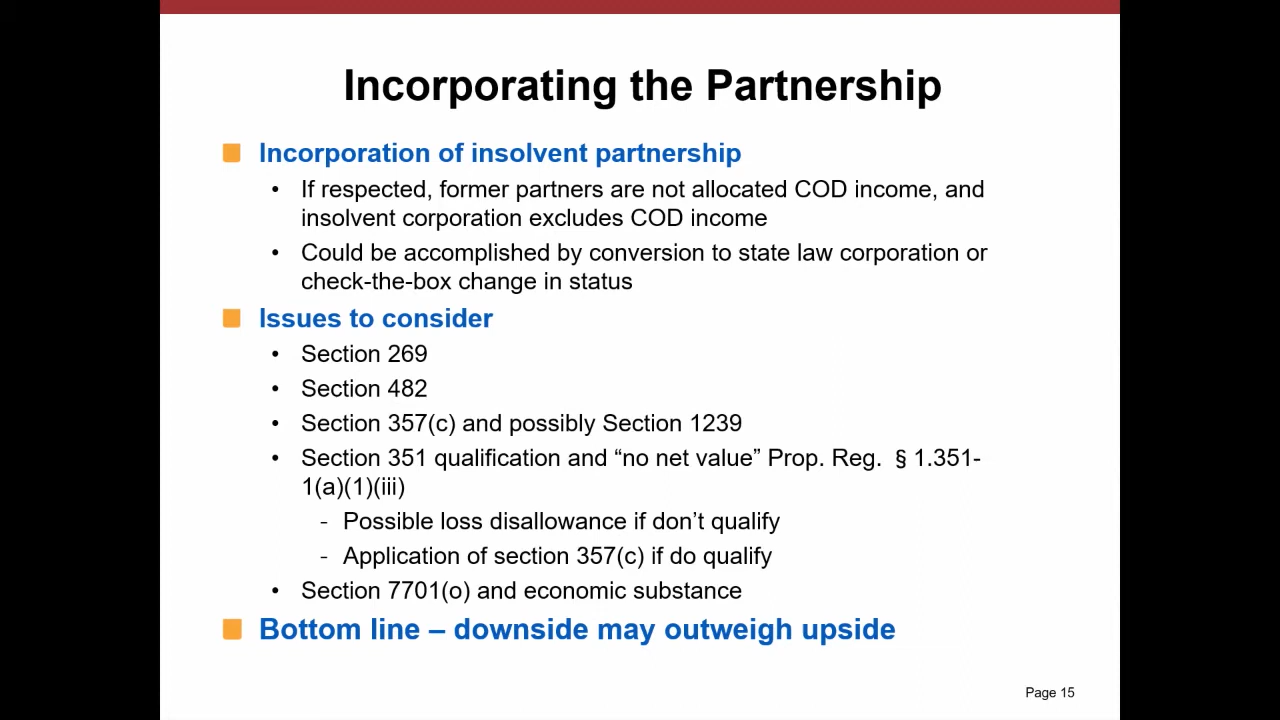 Incorporating the Partnership
Incorporation of insolvent partnership
• If respected, former partners are not allocated COD income, and
insolvent corporation excludes COD income
• Could be accomplished by conversion to state law corporation or
check-the-box change in status
Issues to consider
• Section 269
• Section 482
• Section 357(c) and possibly Section 1239
• Section 351 qualification and “no net value” Prop. Reg. § 1.351-
1(a)(1)(iii)
- Possible loss disallowance if don’t qualify
- Application of section 357(c) if do qualify
• Section 7701(o) and economic substance
Bottom line – downside may outweigh upside
Page 15